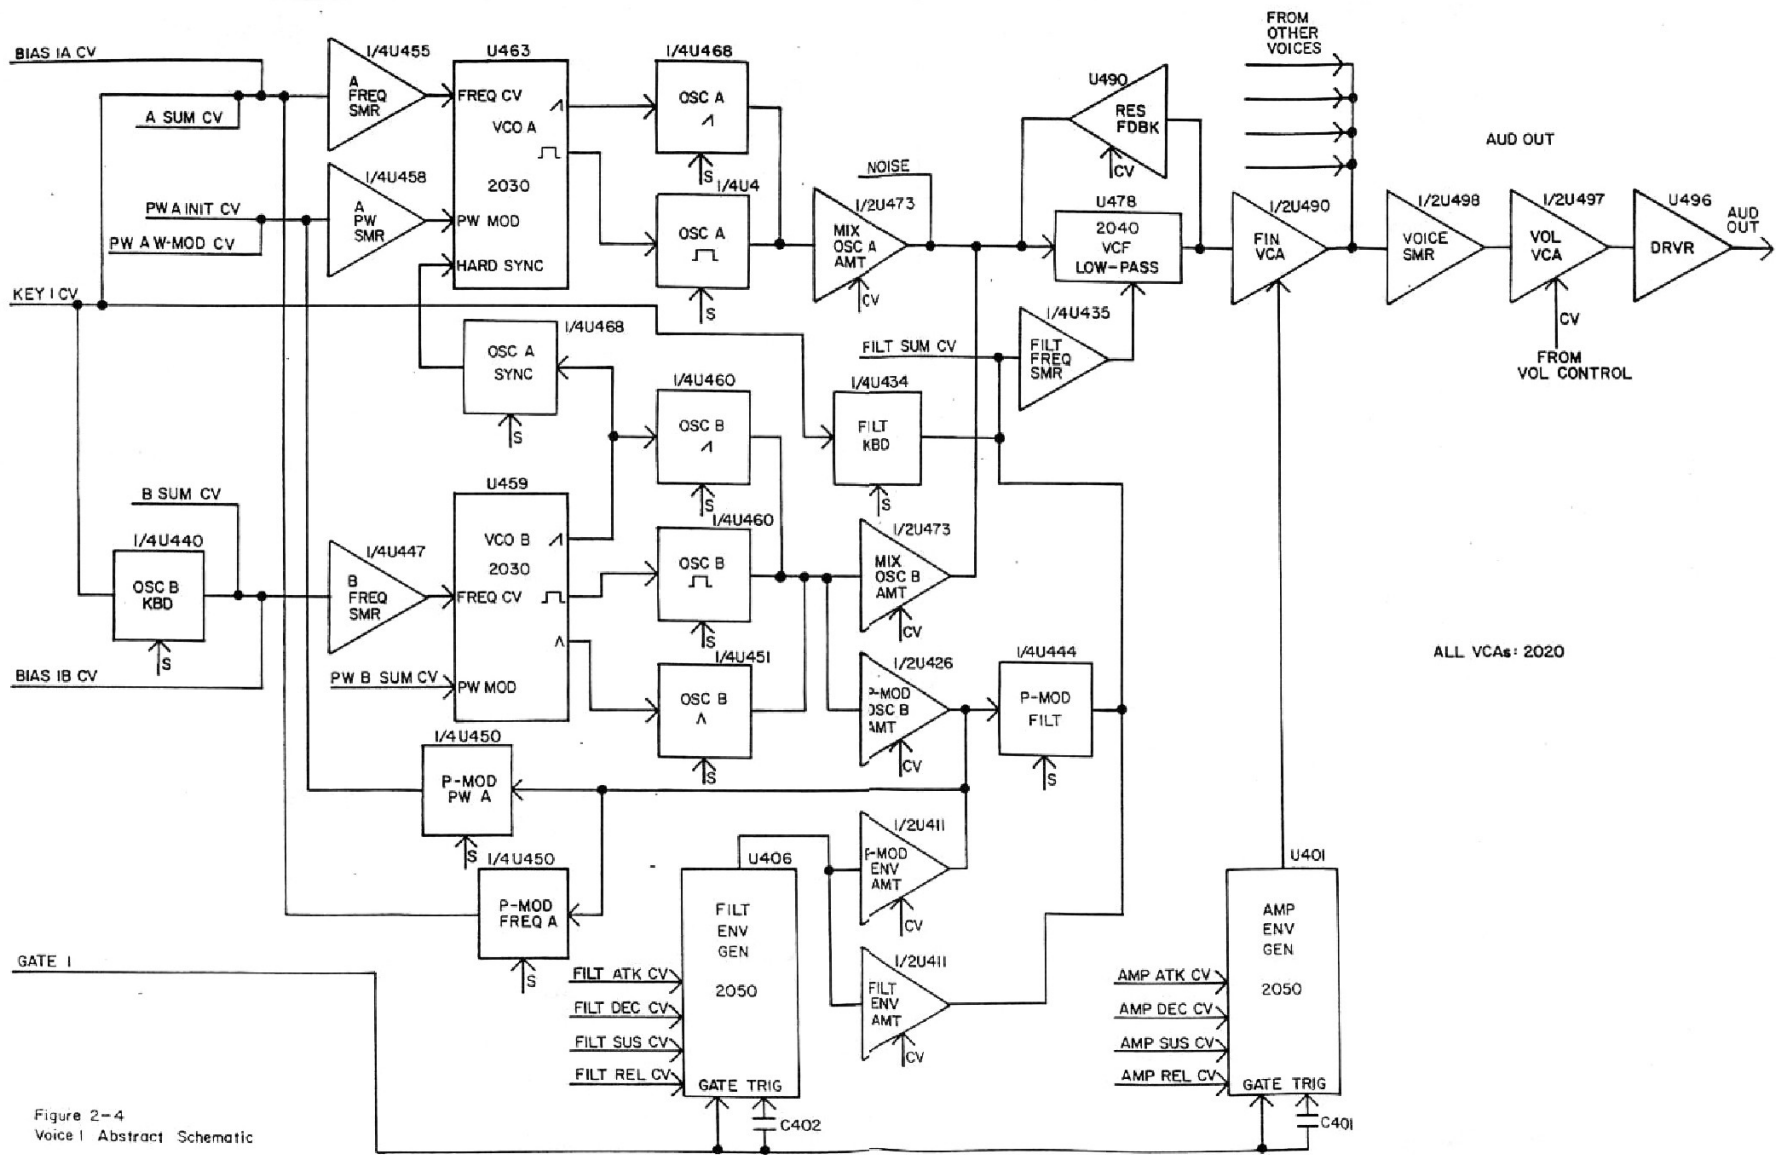 FROM
OTHER
VOICES
BIAS 1A CV
1/4U455
U463
1/4U468
A
FREQ
SMR
FREQ CV
VCO A
2030
PW MOD
HARD SYNC
OSC A
S
U490
RES
FDBK
CV
A SUM CV
AUD OUT
1/4U458
A
PW
SMR
PW A INIT CV
PW A W-MOD CV
1/4U4
OSC A
S
NOISE
1/2U473
MIX
OSC A
AMT
CV
U478
2040
VCF
LOW-PASS
1/2U490
FIN
VCA
1/2U498
VOICE
SMR
1/2U497
VOL
VCA
CV
FROM
VOL CONTROL
U496
DRVR
AUD
OUT
KEY 1 CV
1/4U468
OSC A
SYNC
S
FILT SUM CV
1/4U435
FILT
FREQ
SMR
1/4U460
OSC B
S
1/4U434
FILT
KBD
S
B SUM CV
1/4U440
OSC B
KBD
S
1/4U447
B
FREQ
SMR
U459
VCO B
2030
FREQ CV
PW MOD
1/4U460
OSC B
S
1/2U473
MIX
OSC B
AMT
CV
BIAS 1B CV
PW B SUM CV
1/4U451
OSC B
S
1/2U426
P-MOD
OSC B
AMT
CV
1/4U444
P-MOD
FILT
S
ALL VCAs: 2020
1/4U450
P-MOD
PW A
S
1/4U450
P-MOD
FREQ A
S
U406
FILT
ENV
GEN
2050
GATE TRIG
1/2U411
P-MOD
ENV
AMT
CV
1/2U411
FILT
ENV
AMT
CV
U401
AMP
ENV
GEN
2050
GATE TRIG
GATE 1
FILT ATK CV
FILT DEC CV
FILT SUS CV
FILT REL CV
AMP ATK CV
AMP DEC CV
AMP SUS CV
AMP REL CV
C402
C401
Figure 2-4
Voice 1 Abstract Schematic